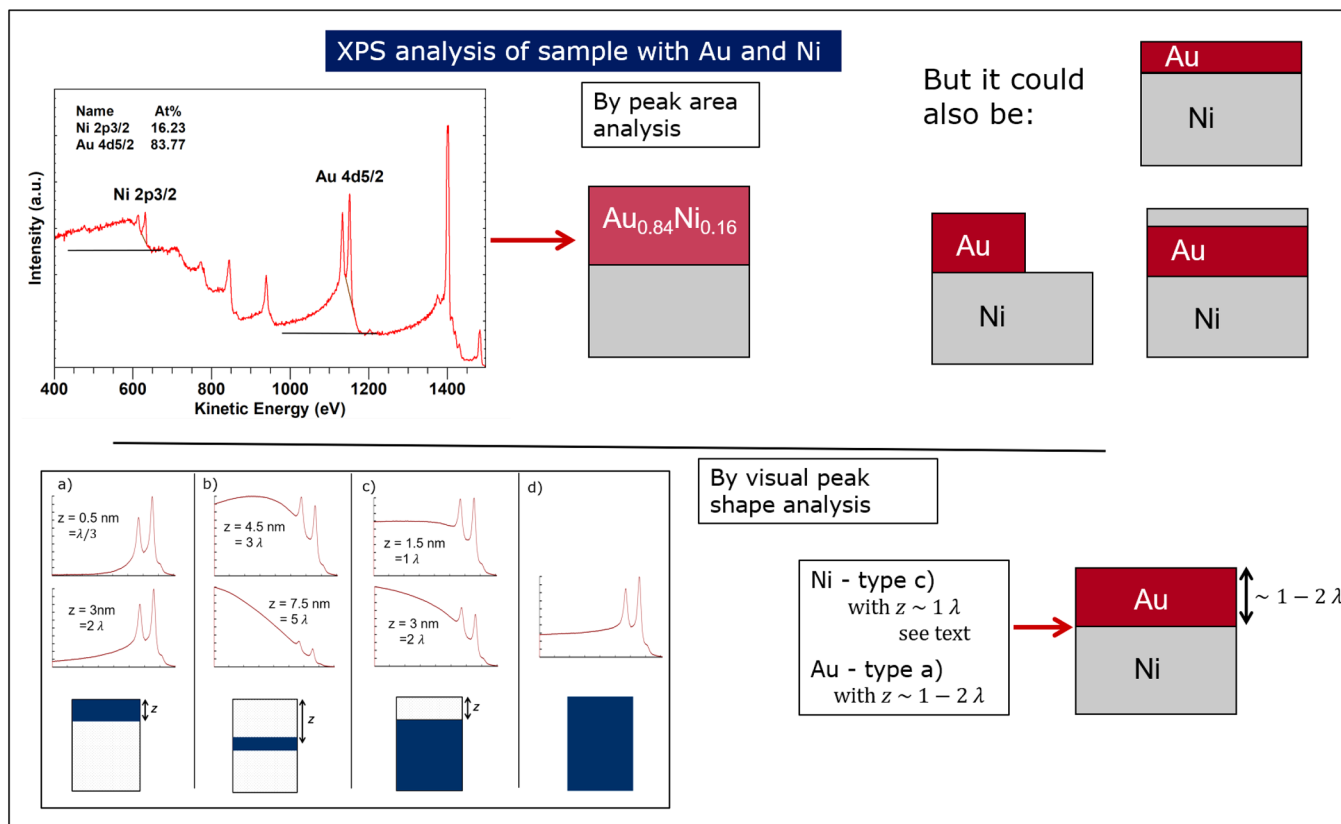 XPS analysis of sample with Au and Ni
Name At%
Ni 2p3/2 16.23
Au 4d5/2 83.77
Ni 2p3/2
Au 4d5/2
Intensity (a.u.)
400 600 800 1000 1200 1400
Kinetic Energy (eV)
By peak area
analysis
Au₀.₈₄Ni₀.₁₆
But it could
also be:
Au
Ni
Au
Ni
Au
Ni
By visual peak
shape analysis
a)
z = 0.5 nm
=λ/3
z = 3nm
=2 λ
z
b)
z = 4.5 nm
= 3 λ
z = 7.5 nm
= 5 λ
z
c)
z = 1.5 nm
=1 λ
z = 3 nm
=2 λ
z
d)
Ni - type c)
with z ~ 1 λ
see text
Au - type a)
with z ~ 1 − 2 λ
Au
Ni
~ 1 − 2 λ